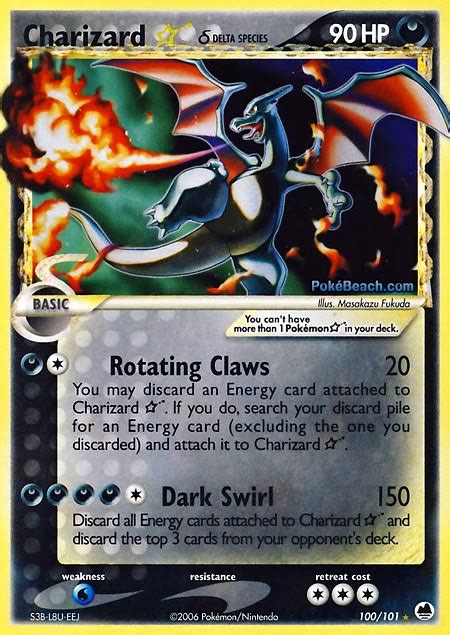 Charizard ☆ δ DELTA SPECIES 90 HP
PokéBeach.com
BASIC
Illus. Masakazu Fukuda
You can't have
more than 1 Pokémon☆ in your deck.
Rotating Claws 20
You may discard an Energy card attached to
Charizard ☆. If you do, search your discard pile
for an Energy card (excluding the one you
discarded) and attach it to Charizard ☆.
Dark Swirl 150
Discard all Energy cards attached to Charizard ☆ and
discard the top 3 cards from your opponent's deck.
weakness resistance retreat cost
S3B-L8U-EEJ ©2006 Pokémon/Nintendo 100/101 ★